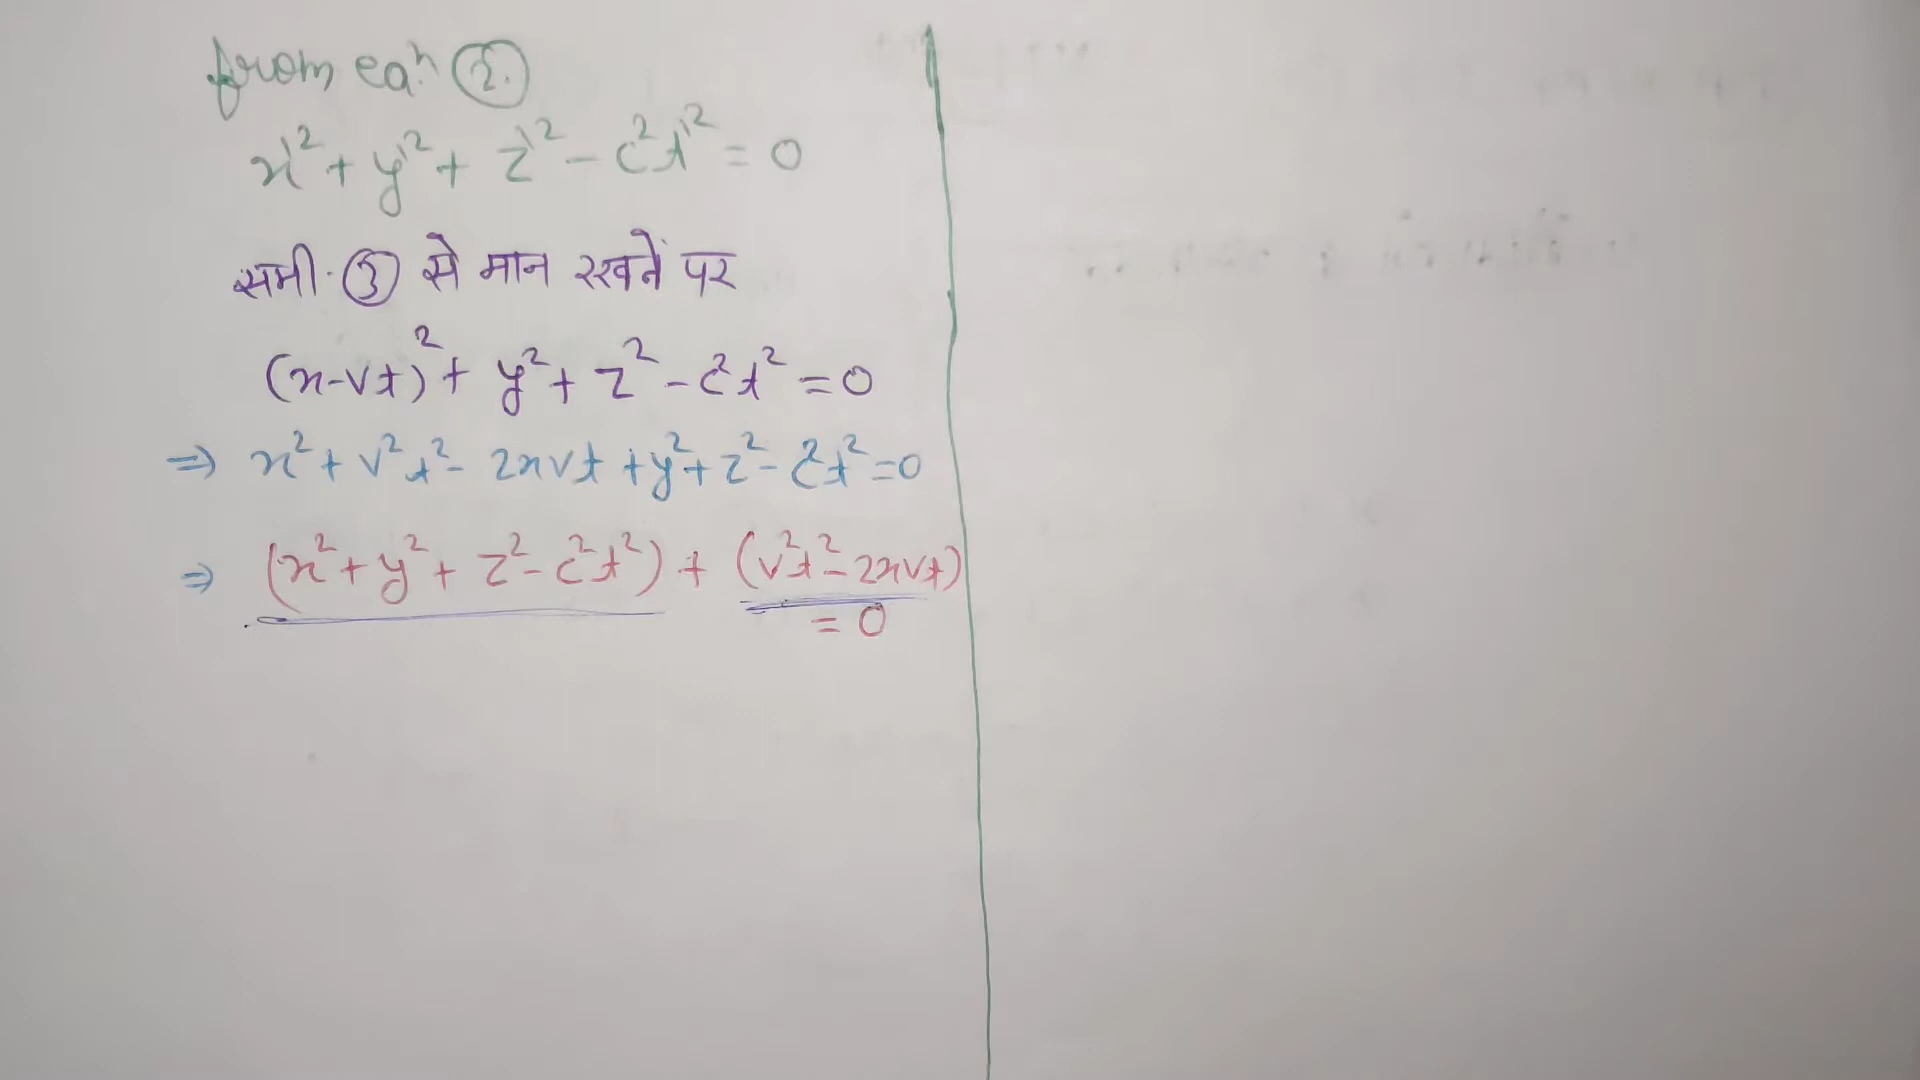 from eqⁿ (2.)
x'² + y'² + z'² - c²t'² = 0
समी. (3) से मान रखनें पर
(x-vt)² + y² + z² - c²t² = 0
⇒ x² + v²t² - 2xvt + y² + z² - c²t² = 0
⇒ (x² + y² + z² - c²t²) + (v²t² - 2xvt)
= 0